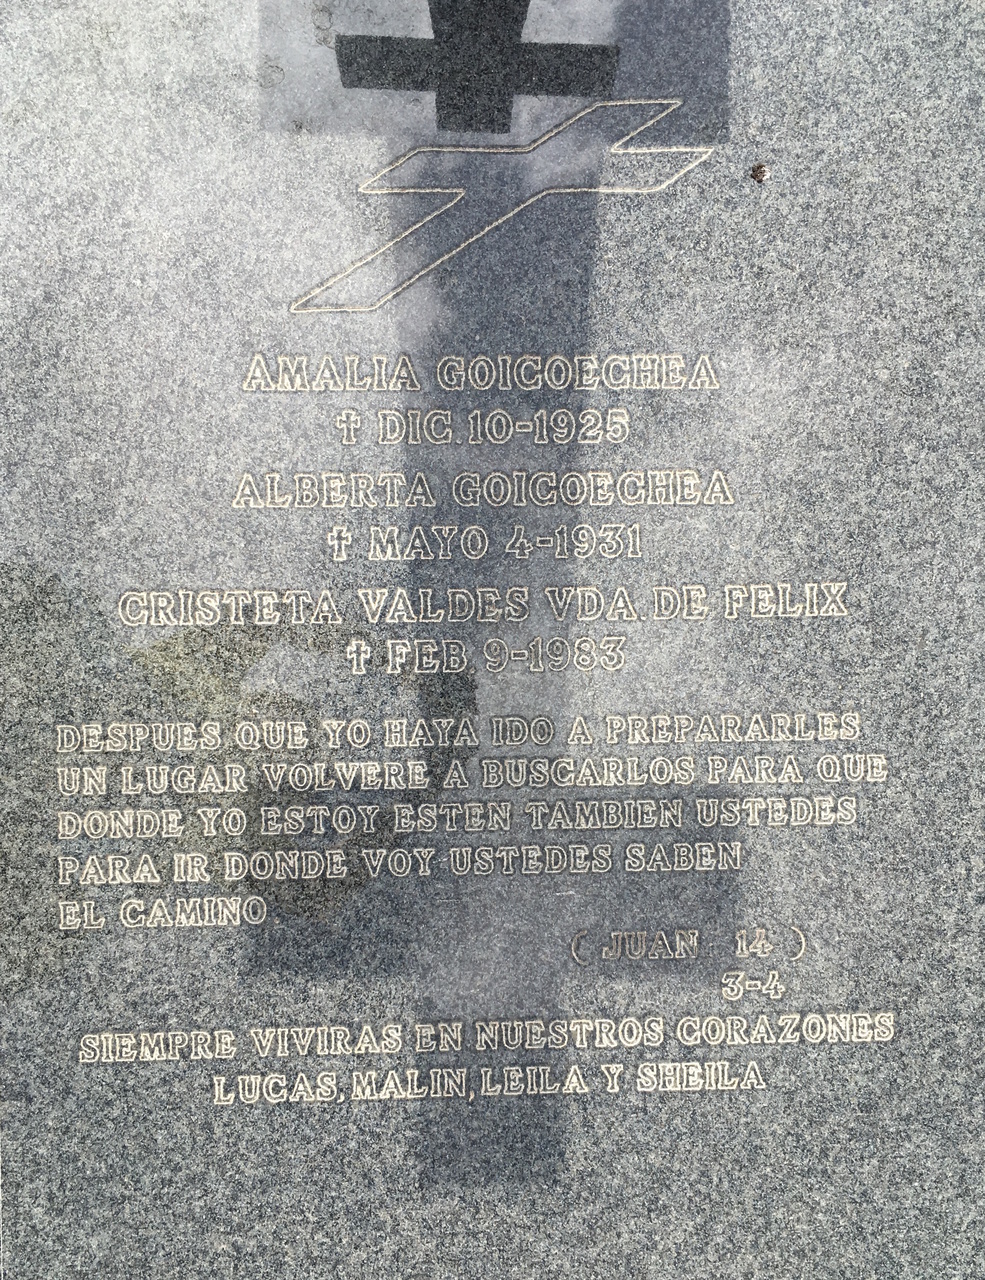 AMALIA GOICOECHEA
✝ DIC. 10-1925
ALBERTA GOICOECHEA
✝ MAYO 4-1931
CRISTETA VALDES VDA. DE FELIX
✝ FEB. 9-1983
DESPUES QUE YO HAYA IDO A PREPARARLES
UN LUGAR VOLVERE A BUSCARLOS PARA QUE
DONDE YO ESTOY ESTEN TAMBIEN USTEDES
PARA IR DONDE VOY USTEDES SABEN
EL CAMINO.
( JUAN - 14 )
3-4
SIEMPRE VIVIRAS EN NUESTROS CORAZONES
LUCAS, MALIN, LEILA Y SHEILA